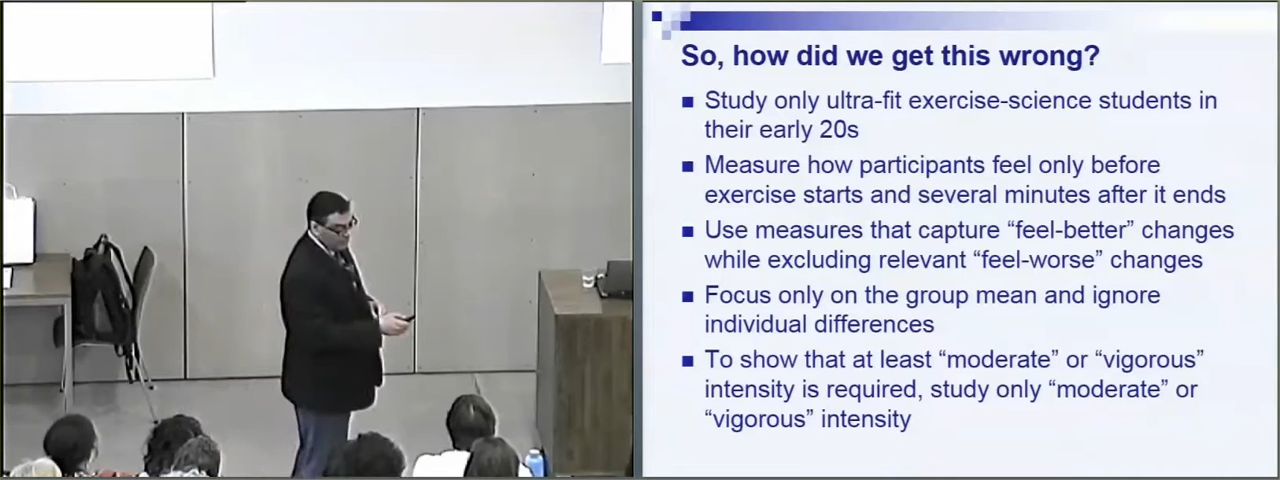 So, how did we get this wrong?
Study only ultra-fit exercise-science students in
their early 20s
Measure how participants feel only before
exercise starts and several minutes after it ends
Use measures that capture “feel-better” changes
while excluding relevant “feel-worse” changes
Focus only on the group mean and ignore
individual differences
To show that at least “moderate” or “vigorous”
intensity is required, study only “moderate” or
“vigorous” intensity